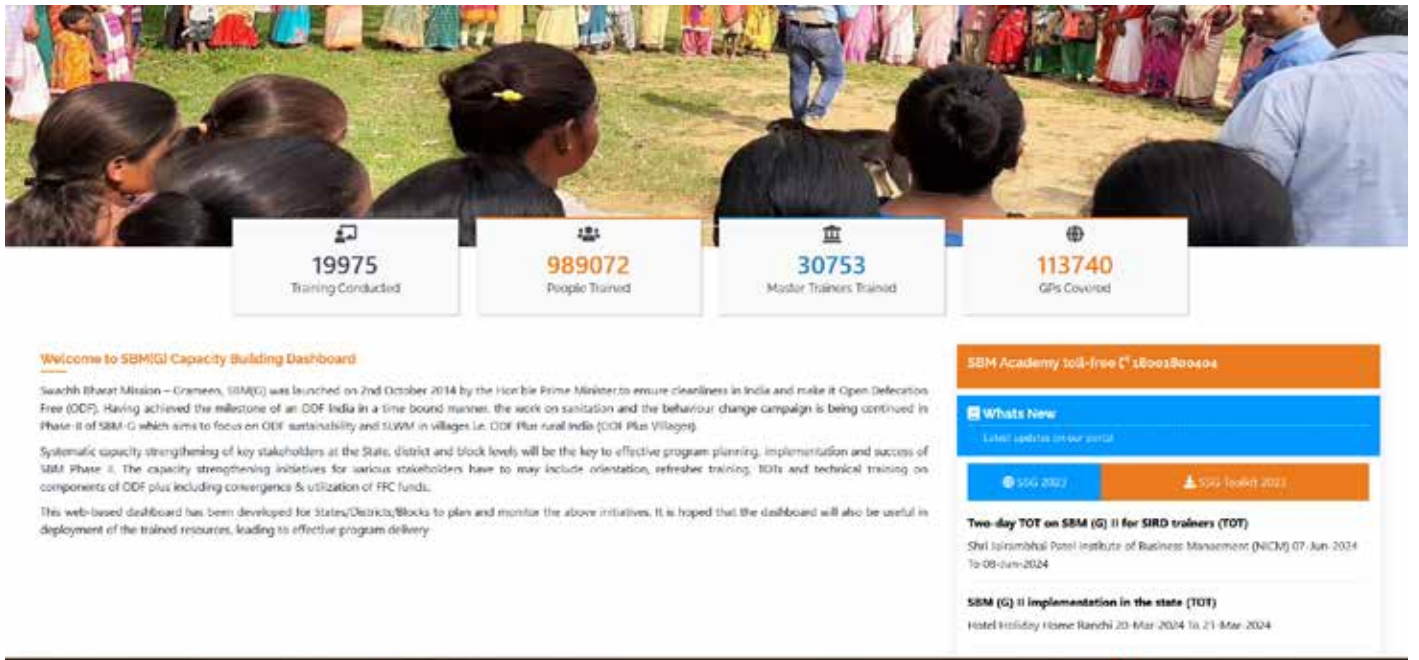 19975
Training Conducted
989072
People Trained
30753
Master Trainers Trained
113740
GPs Covered
Welcome to SBM(G) Capacity Building Dashboard
Swachh Bharat Mission – Grameen, SBM(G) was launched on 2nd October 2014 by the Hon'ble Prime Minister to ensure cleanliness in India and make it Open Defecation
Free (ODF). Having achieved the milestone of an ODF India in a time bound manner, the work on sanitation and the behaviour change campaign is being continued in
Phase-II of SBM-G which aims to focus on ODF sustainability and SLWM in villages i.e. ODF Plus rural India (ODF Plus Villages).
Systematic capacity strengthening of key stakeholders at the State, district and block levels will be the key to effective program planning, implementation and success of
SBM Phase II. The capacity strengthening initiatives for various stakeholders have to may include orientation, refresher training, TOTs and technical training on
components of ODF plus including convergence & utilization of FFC funds.
This web-based dashboard has been developed for States/Districts/Blocks to plan and monitor the above initiatives. It is hoped that the dashboard will also be useful in
deployment of the trained resources, leading to effective program delivery
SBM Academy toll-free 18001800404
Whats New
Latest updates on our portal
SSG 2023
SSG Toolkit 2023
Two-day TOT on SBM (G) II for SIRD trainers (TOT)
Shri Jairambhai Patel Institute of Business Manaement (NICM) 07-Jun-2024
To 08-Jun-2024
SBM (G) II implementation in the state (TOT)
Hotel Holiday Home Ranchi 20-Mar-2024 To 21-Mar-2024